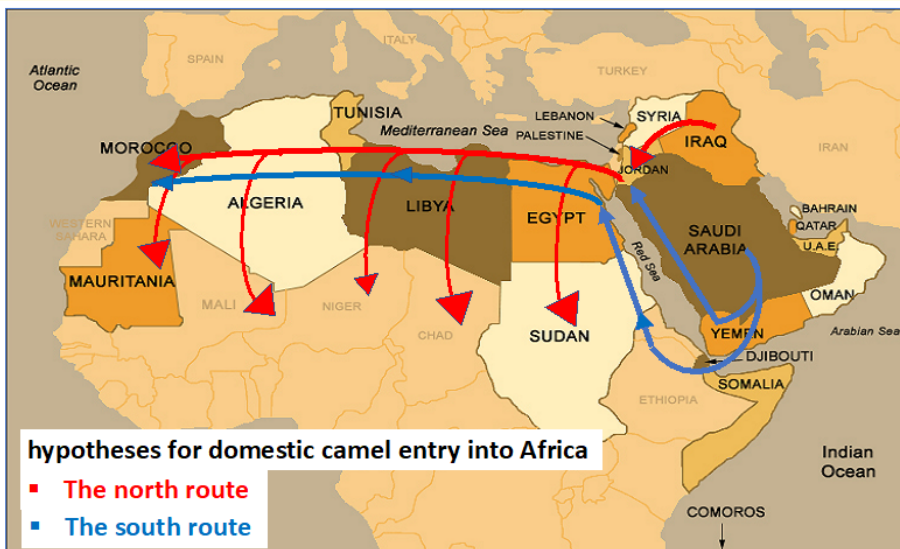 SPAIN
ITALY
Atlantic
Ocean
TURKEY
TUNISIA
LEBANON
SYRIA
Mediterranean Sea
PALESTINE
MOROCCO
IRAQ
IRAN
JORDAN
ALGERIA
LIBYA
EGYPT
BAHRAIN
QATAR
WESTERN
SAHARA
SAUDI
ARABIA
U.A.E.
Red Sea
MAURITANIA
OMAN
MALI
NIGER
CHAD
SUDAN
YEMEN
Arabian Sea
DJIBOUTI
SOMALIA
ETHIOPIA
hypotheses for domestic camel entry into Africa
The north route
The south route
Indian
Ocean
COMOROS